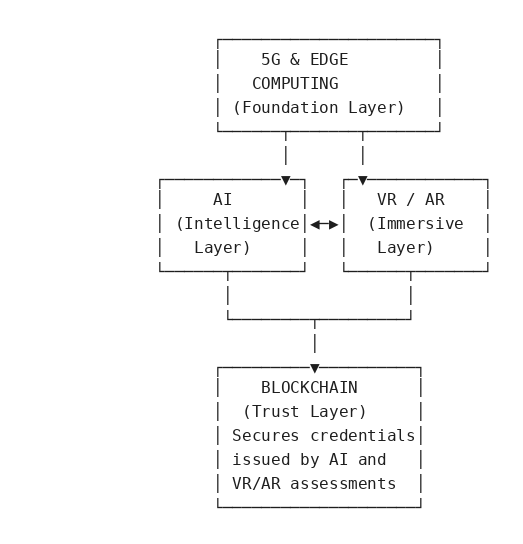 5G & EDGE
COMPUTING
(Foundation Layer)
AI
(Intelligence
Layer)
VR / AR
(Immersive
Layer)
BLOCKCHAIN
(Trust Layer)
Secures credentials
issued by AI and
VR/AR assessments